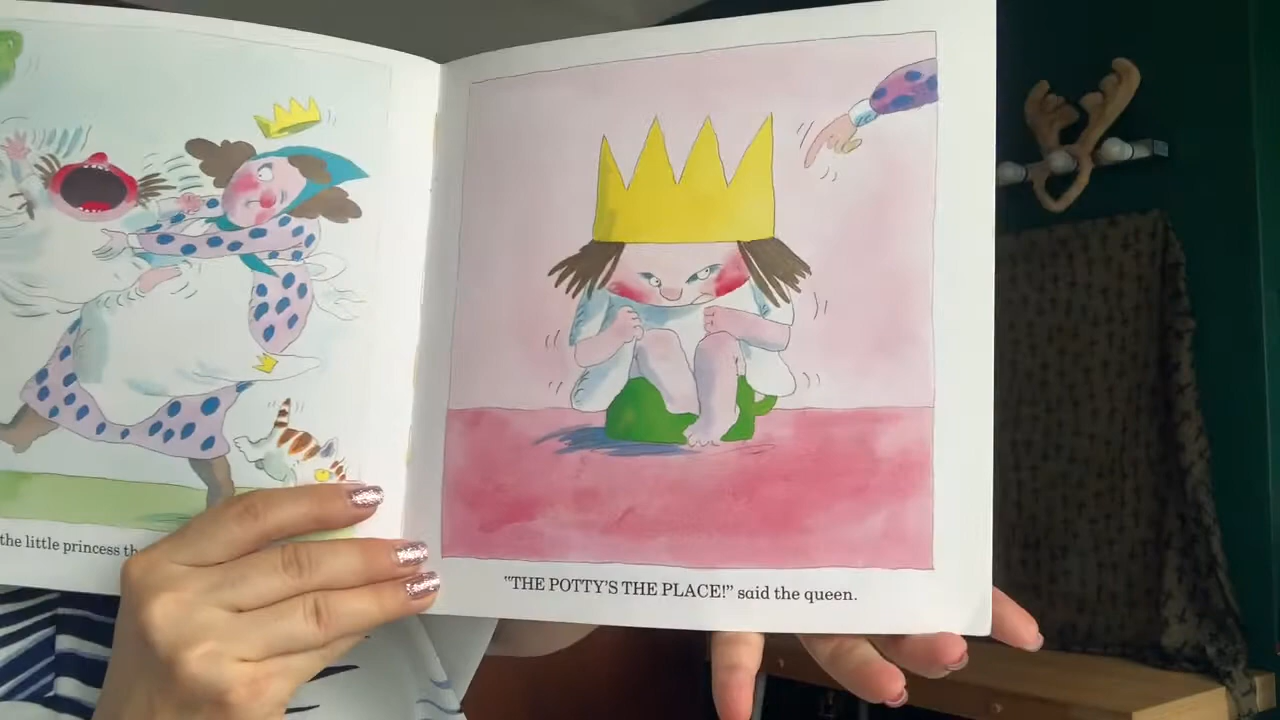 the little princess
"THE POTTY'S THE PLACE!" said the queen.